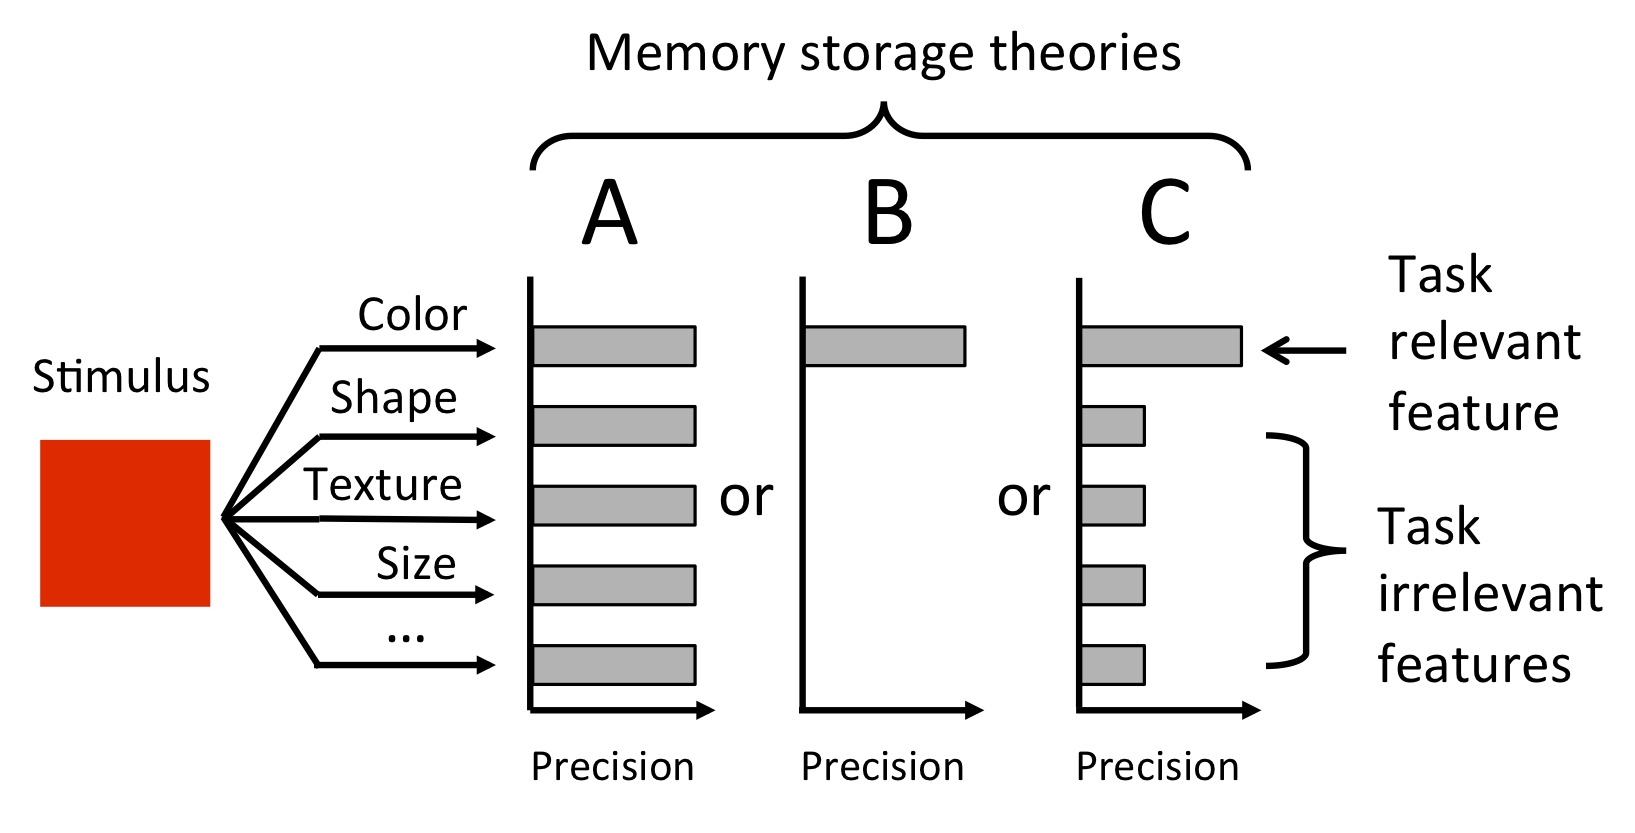 Memory storage theories
A B C
Stimulus
Color
Shape
Texture
Size
...
or
or
Task
relevant
feature
Task
irrelevant
features
Precision Precision Precision